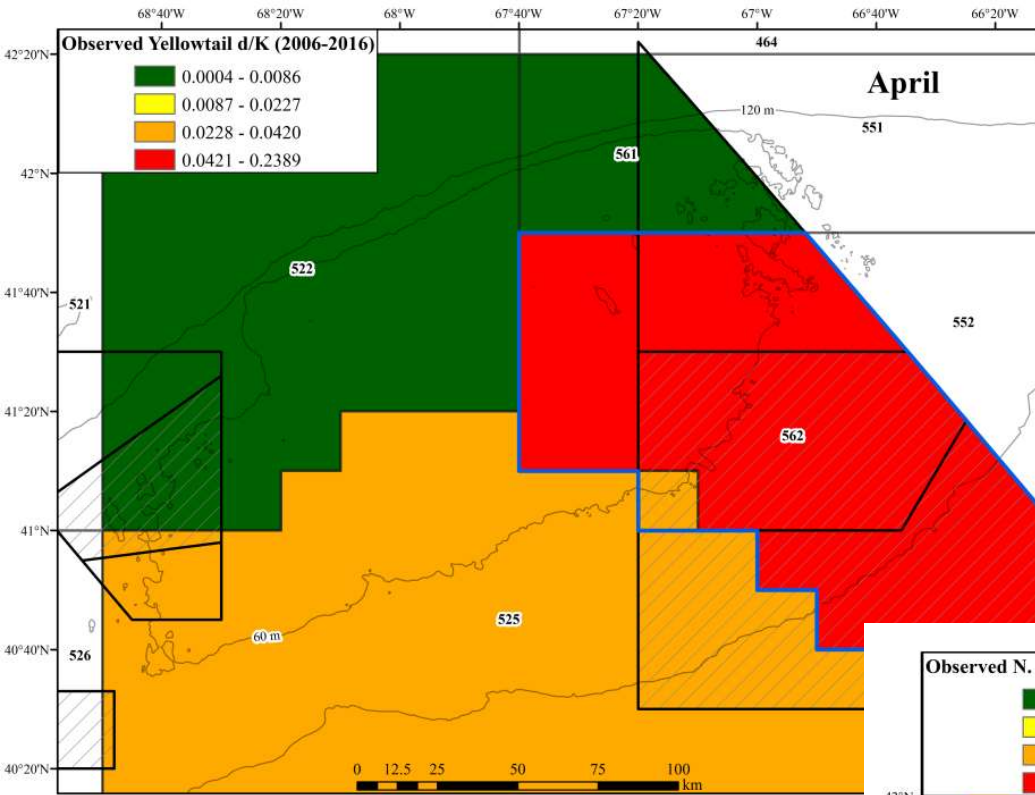 68°40'W 68°20'W 68°W 67°40'W 67°20'W 67°W 66°40'W 66°20'W
Observed Yellowtail d/K (2006-2016)
0.0004 - 0.0086
0.0087 - 0.0227
0.0228 - 0.0420
0.0421 - 0.2389
464
April
42°20'N
120 m
551
561
42°N
522
41°40'N
521
552
41°20'N
562
41°N
525
60 m
40°40'N
526
Observed N.
40°20'N
0 12.5 25 50 75 100
km